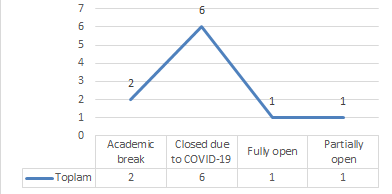 7
6
5
4
3
2
1
0
2
6
1
1
Academic break
Closed due to COVID-19
Fully open
Partially open
Toplam 2 6 1 1